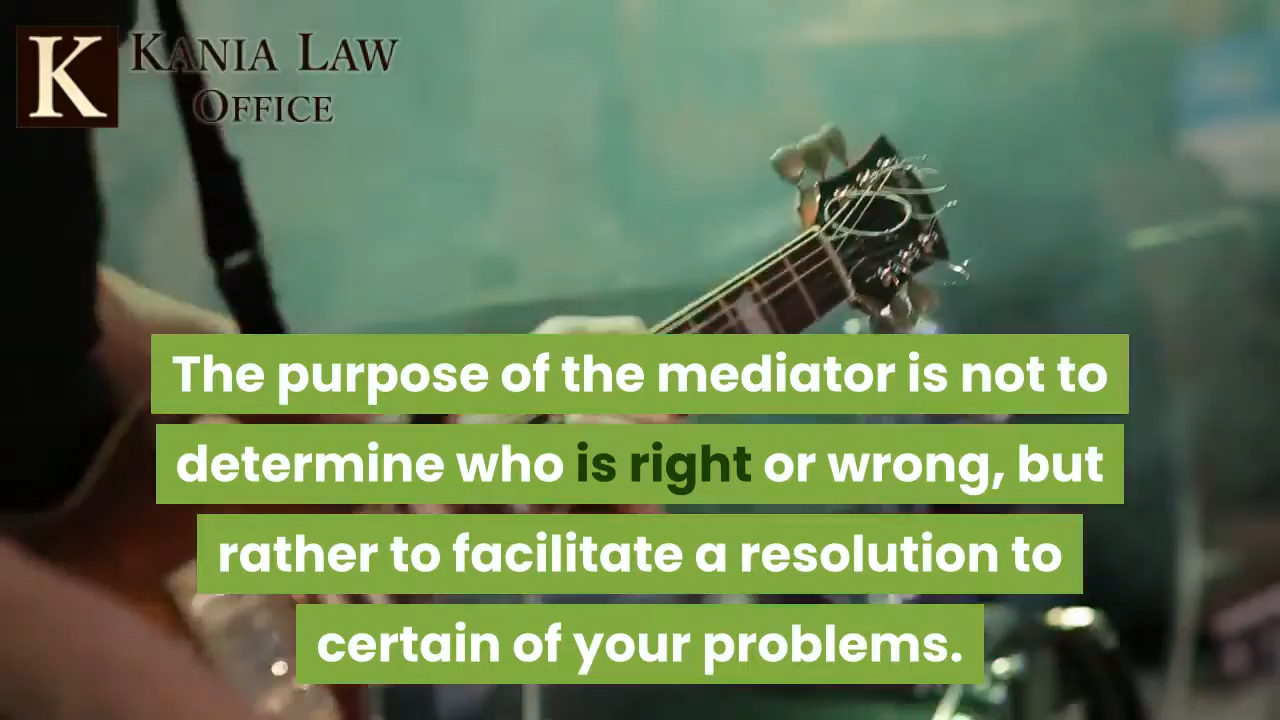 K
KANIA LAW
OFFICE
The purpose of the mediator is not to
determine who is right or wrong, but
rather to facilitate a resolution to
certain of your problems.